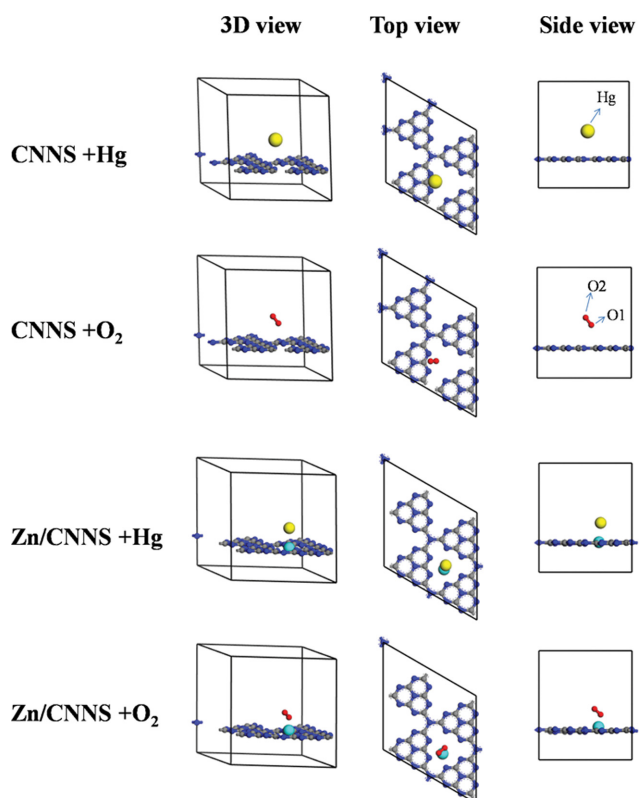 3D view Top view Side view
Hg
CNNS +Hg
O2
CNNS +O₂
O1
Zn/CNNS +Hg
Zn/CNNS +O₂